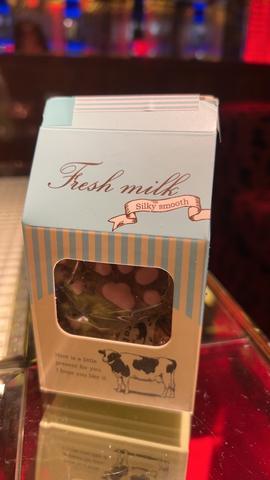 Fresh milk
Silky smooth
Here is a little
present for you.
I hope you like it.